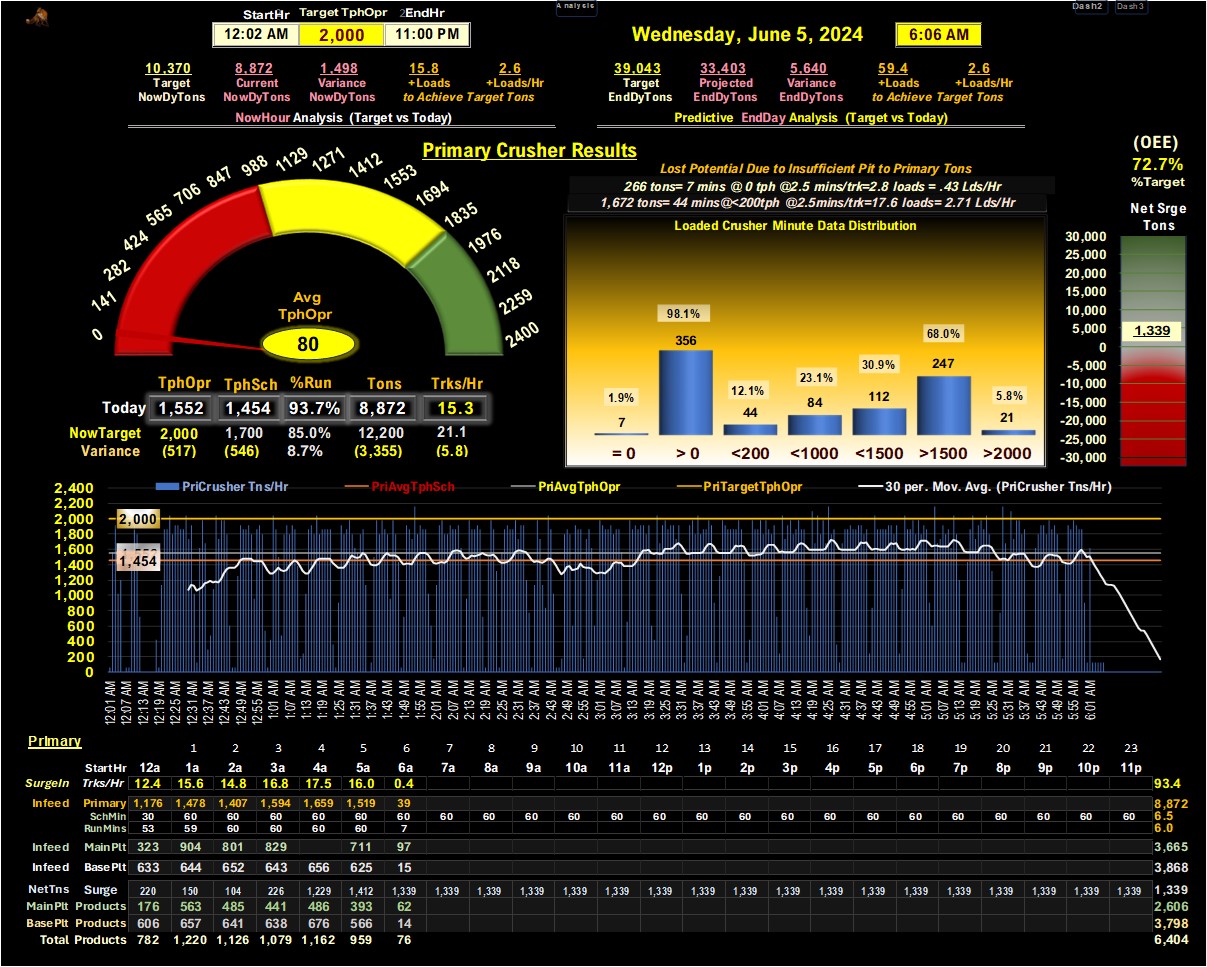 Analysis
Dash2 Dash3
StartHr Target TphOpr 2EndHr
12:02 AM 2,000 11:00 PM
Wednesday, June 5, 2024 6:06 AM
10,370 8,872 1,498 15.8 2.6
Target Current Variance +Loads +Loads/Hr
NowDyTons NowDyTons NowDyTons to Achieve Target Tons
NowHour Analysis (Target vs Today)
39,043 33,403 5,640 59.4 2.6
Target Projected Variance +Loads +Loads/Hr
EndDyTons EndDyTons EndDyTons to Achieve Target Tons
Predictive EndDay Analysis (Target vs Today)
Primary Crusher Results
(OEE)
72.7%
%Target
Net Srge
Tons
30,000
25,000
20,000
15,000
10,000
5,000
0
-5,000
-10,000
-15,000
-20,000
-25,000
-30,000
1,339
0
141
282
424
565
706
847
988
1129
1271
1412
1553
1694
1835
1976
2118
2259
2400
Avg
TphOpr
80
Lost Potential Due to Insufficient Pit to Primary Tons
266 tons= 7 mins @ 0 tph @2.5 mins/trk=2.8 loads = .43 Lds/Hr
1,672 tons= 44 mins@<200tph @2.5mins/trk=17.6 loads= 2.71 Lds/Hr
Loaded Crusher Minute Data Distribution
1.9% 98.1% 12.1% 23.1% 30.9% 68.0% 5.8%
7 356 44 84 112 247 21
= 0 > 0 <200 <1000 <1500 >1500 >2000
TphOpr TphSch %Run Tons Trks/Hr
Today 1,552 1,454 93.7% 8,872 15.3
NowTarget 2,000 1,700 85.0% 12,200 21.1
Variance (517) (546) 8.7% (3,355) (5.8)
PriCrusher Tns/Hr PriAvgTphSch PriAvgTphOpr PriTargetTphOpr 30 per. Mov. Avg. (PriCrusher Tns/Hr)
2,400
2,200
2,000
1,800
1,600
1,400
1,200
1,000
800
600
400
200
0
2,000
1,454
12:01 AM 12:07 AM 12:13 AM 12:19 AM 12:25 AM 12:31 AM 12:37 AM 12:43 AM 12:49 AM 12:55 AM 1:01 AM 1:07 AM 1:13 AM 1:19 AM 1:25 AM 1:31 AM 1:37 AM 1:43 AM 1:49 AM 1:55 AM 2:01 AM 2:07 AM 2:13 AM 2:19 AM 2:25 AM 2:31 AM 2:37 AM 2:43 AM 2:49 AM 2:55 AM 3:01 AM 3:07 AM 3:13 AM 3:19 AM 3:25 AM 3:31 AM 3:37 AM 3:43 AM 3:49 AM 3:55 AM 4:01 AM 4:07 AM 4:13 AM 4:19 AM 4:25 AM 4:31 AM 4:37 AM 4:43 AM 4:49 AM 4:55 AM 5:01 AM 5:07 AM 5:13 AM 5:19 AM 5:25 AM 5:31 AM 5:37 AM 5:43 AM 5:49 AM 5:55 AM 6:01 AM
Primary
1 2 3 4 5 6 7 8 9 10 11 12 13 14 15 16 17 18 19 20 21 22 23
StartHr 12a 1a 2a 3a 4a 5a 6a 7a 8a 9a 10a 11a 12p 1p 2p 3p 4p 5p 6p 7p 8p 9p 10p 11p
SurgeIn Trks/Hr 12.4 15.6 14.8 16.8 17.5 16.0 0.4 93.4
Infeed Primary 1,176 1,478 1,407 1,594 1,659 1,519 39 8,872
SchMin 30 60 60 60 60 60 60 60 60 60 60 60 60 60 60 60 60 60 60 60 60 60 60 60 6.5
RunMins 53 59 60 60 60 60 7 6.0
Infeed MainPlt 323 904 801 829 711 97 3,665
Infeed BasePlt 633 644 652 643 656 625 15 3,868
NetTns Surge 220 150 104 226 1,229 1,412 1,339 1,339 1,339 1,339 1,339 1,339 1,339 1,339 1,339 1,339 1,339 1,339 1,339 1,339 1,339 1,339 1,339 1,339 1,339
MainPlt Products 176 563 485 441 486 393 62 2,606
BasePlt Products 606 657 641 638 676 566 14 3,798
Total Products 782 1,220 1,126 1,079 1,162 959 76 6,404